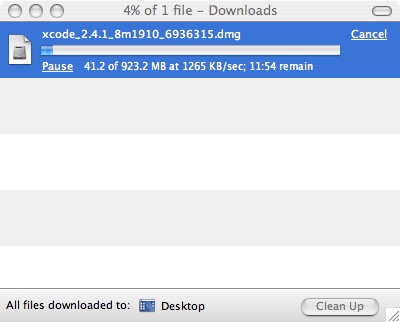 4% of 1 file – Downloads
xcode_2.4.1_8m1910_6936315.dmg Cancel
Pause 41.2 of 923.2 MB at 1265 KB/sec; 11:54 remain
All files downloaded to: Desktop Clean Up